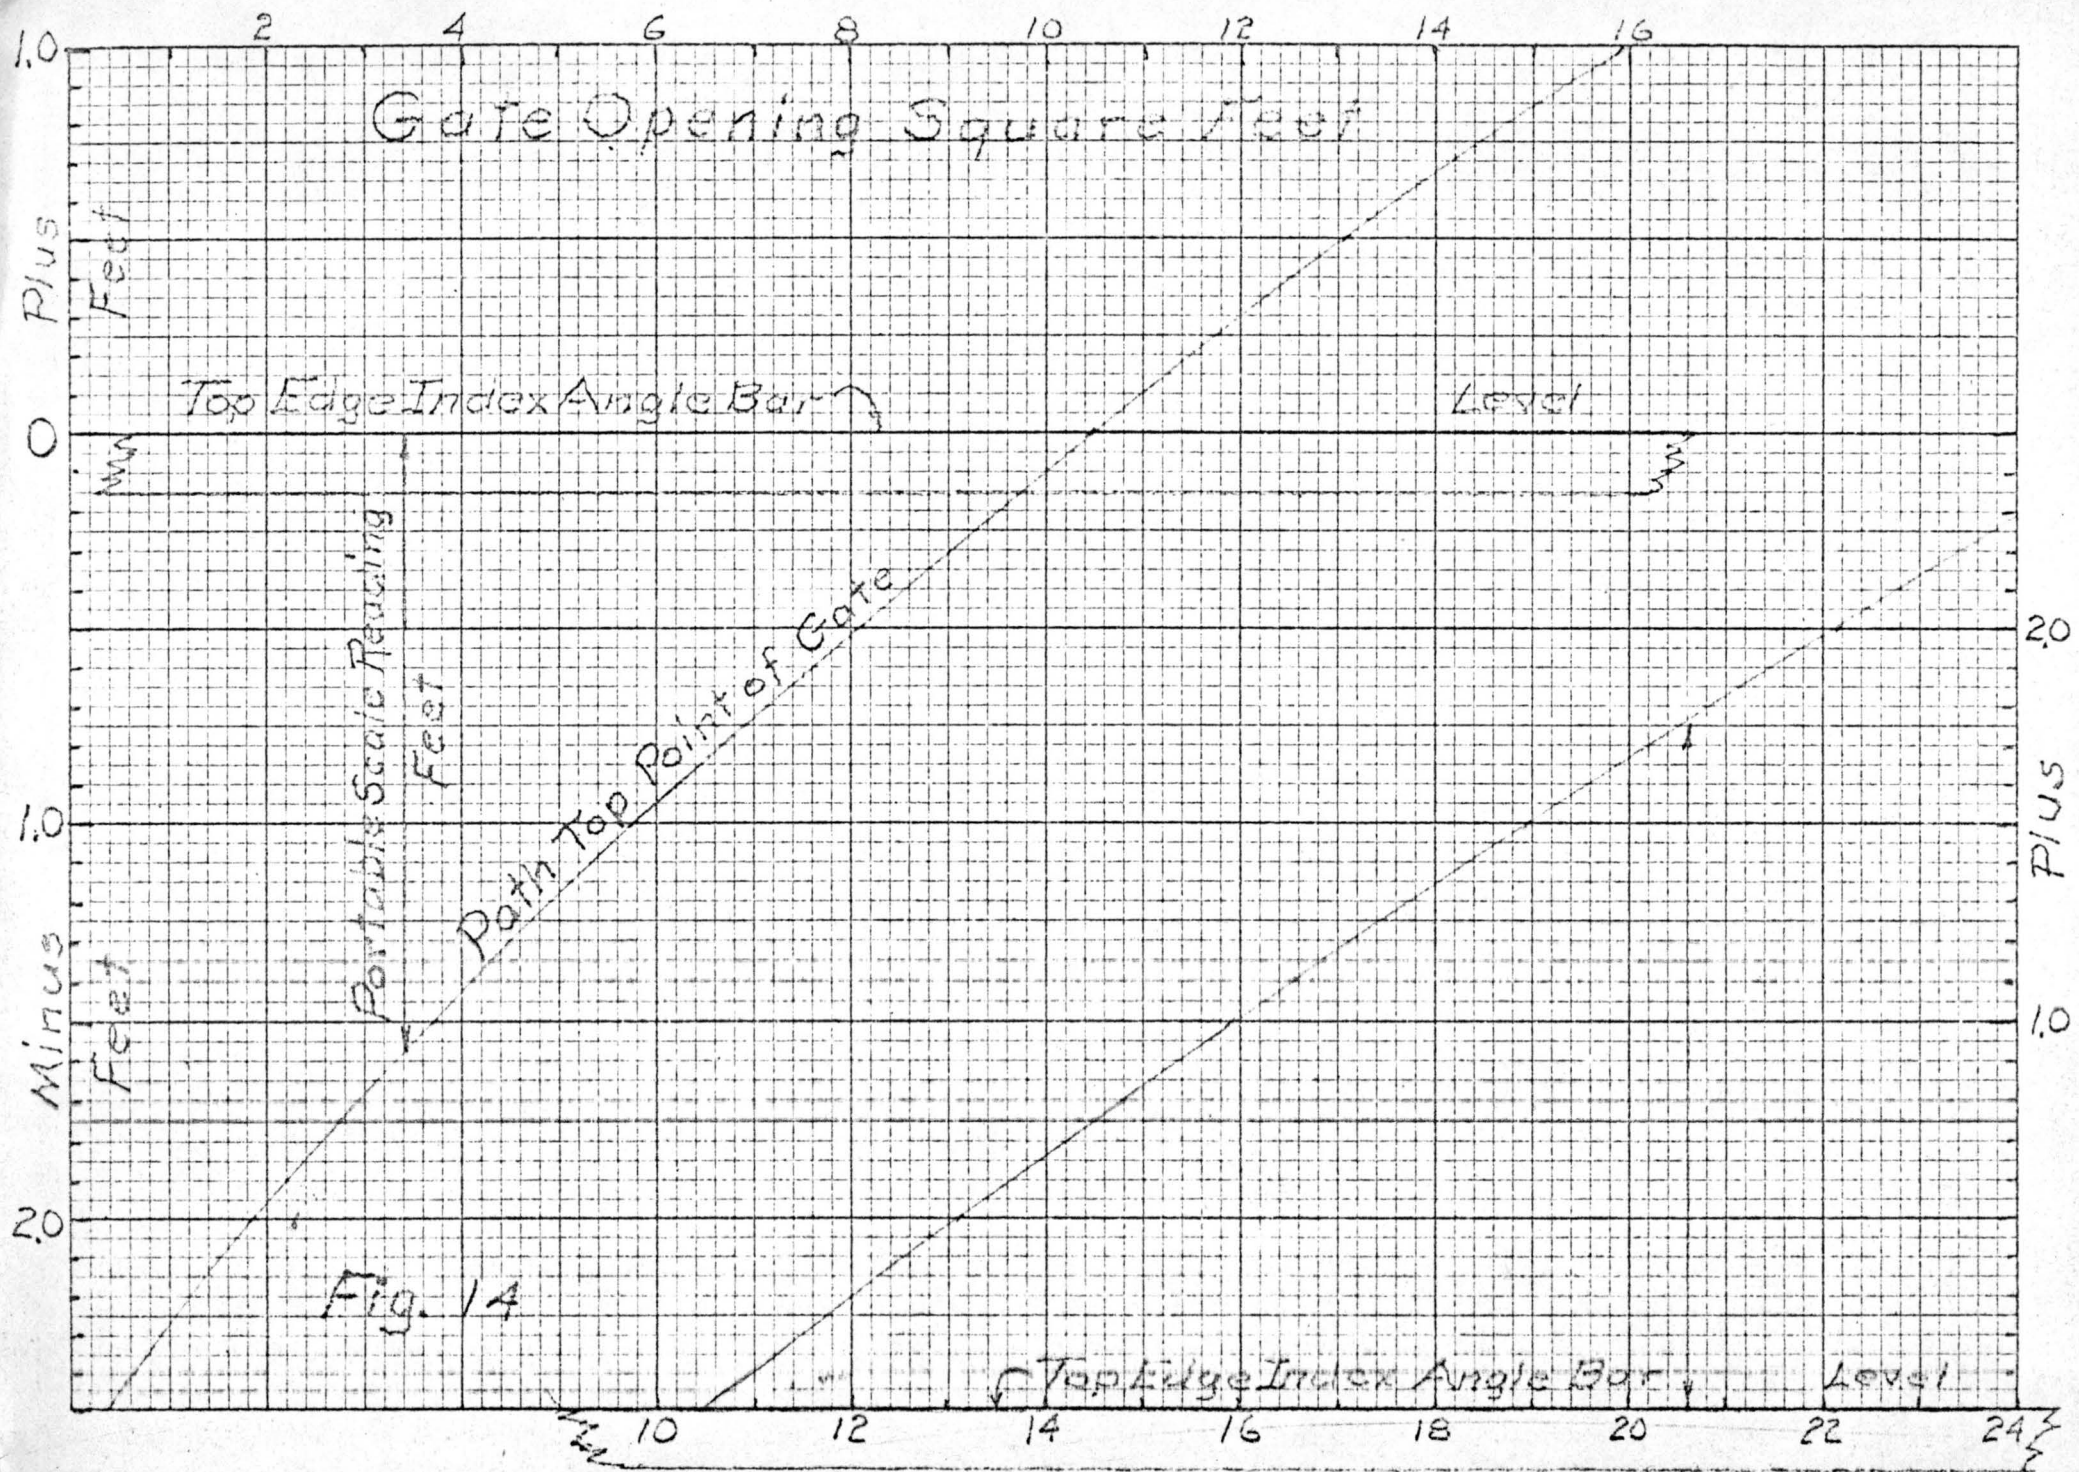 2 4 6 8 10 12 14 16
1.0
Gate Opening Square Feet
Plus
Feet
Top Edge Index Angle Bar
Level
0
Portable Scale Reading
Feet
Path Top Point of Gate
2.0
1.0
Plus
Minus
Feet
1.0
2.0
Fig. 14
Top Edge Index Angle Bar
Level
10 12 14 16 18 20 22 24